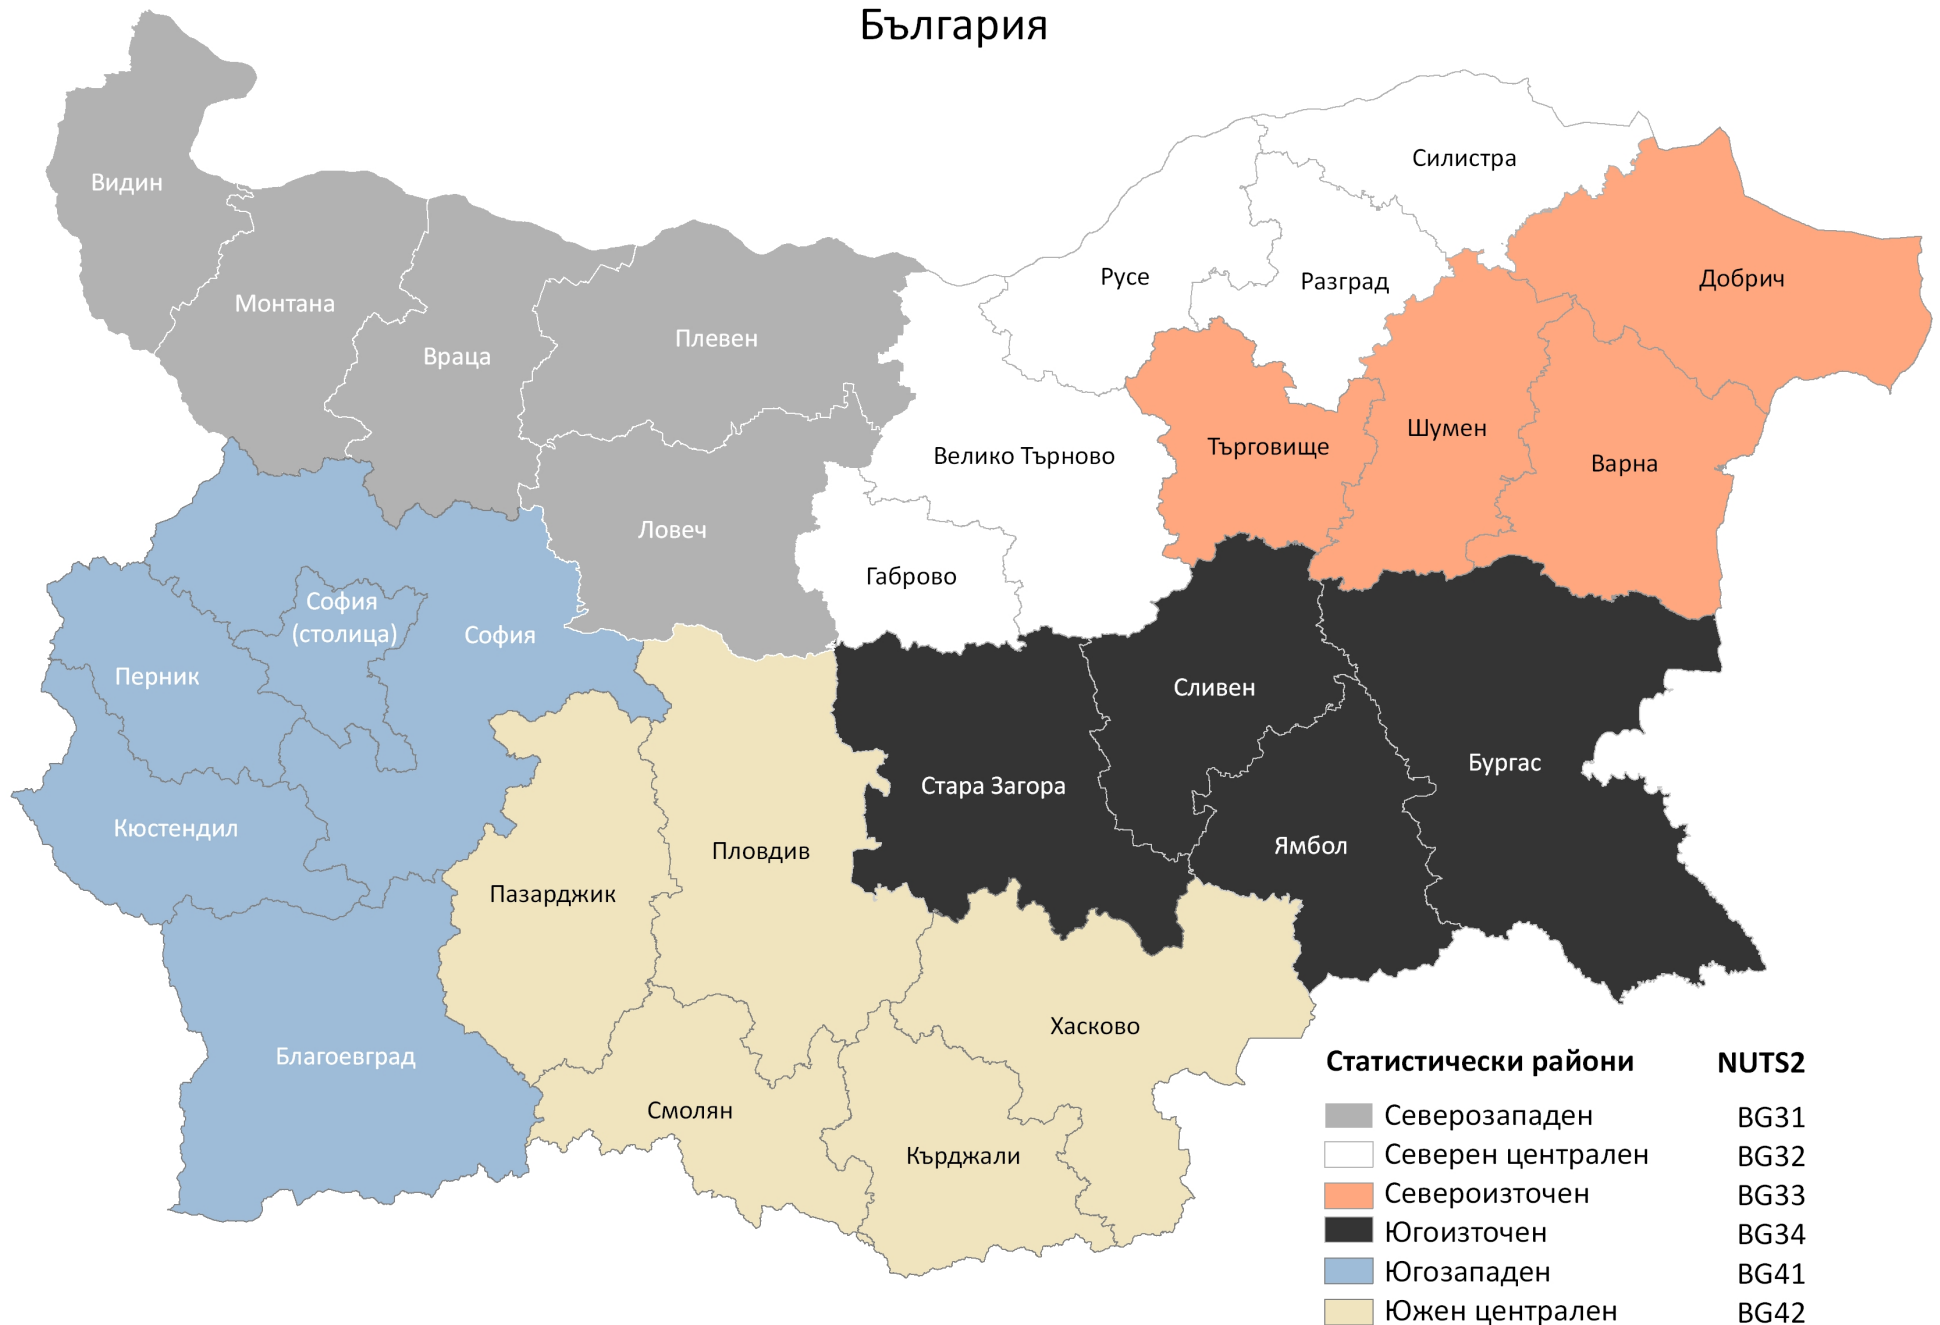 България
Силистра
Видин
Русе
Разград
Добрич
Монтана
Враца
Плевен
Велико Търново
Търговище
Шумен
Варна
Ловеч
Габрово
София
(столица)
София
Перник
Сливен
Стара Загора
Бургас
Кюстендил
Пловдив
Ямбол
Пазарджик
Хасково
Благоевград
Смолян
Кърджали
Статистически райони NUTS2
Северозападен BG31
Северен централен BG32
Североизточен BG33
Югоизточен BG34
Югозападен BG41
Южен централен BG42